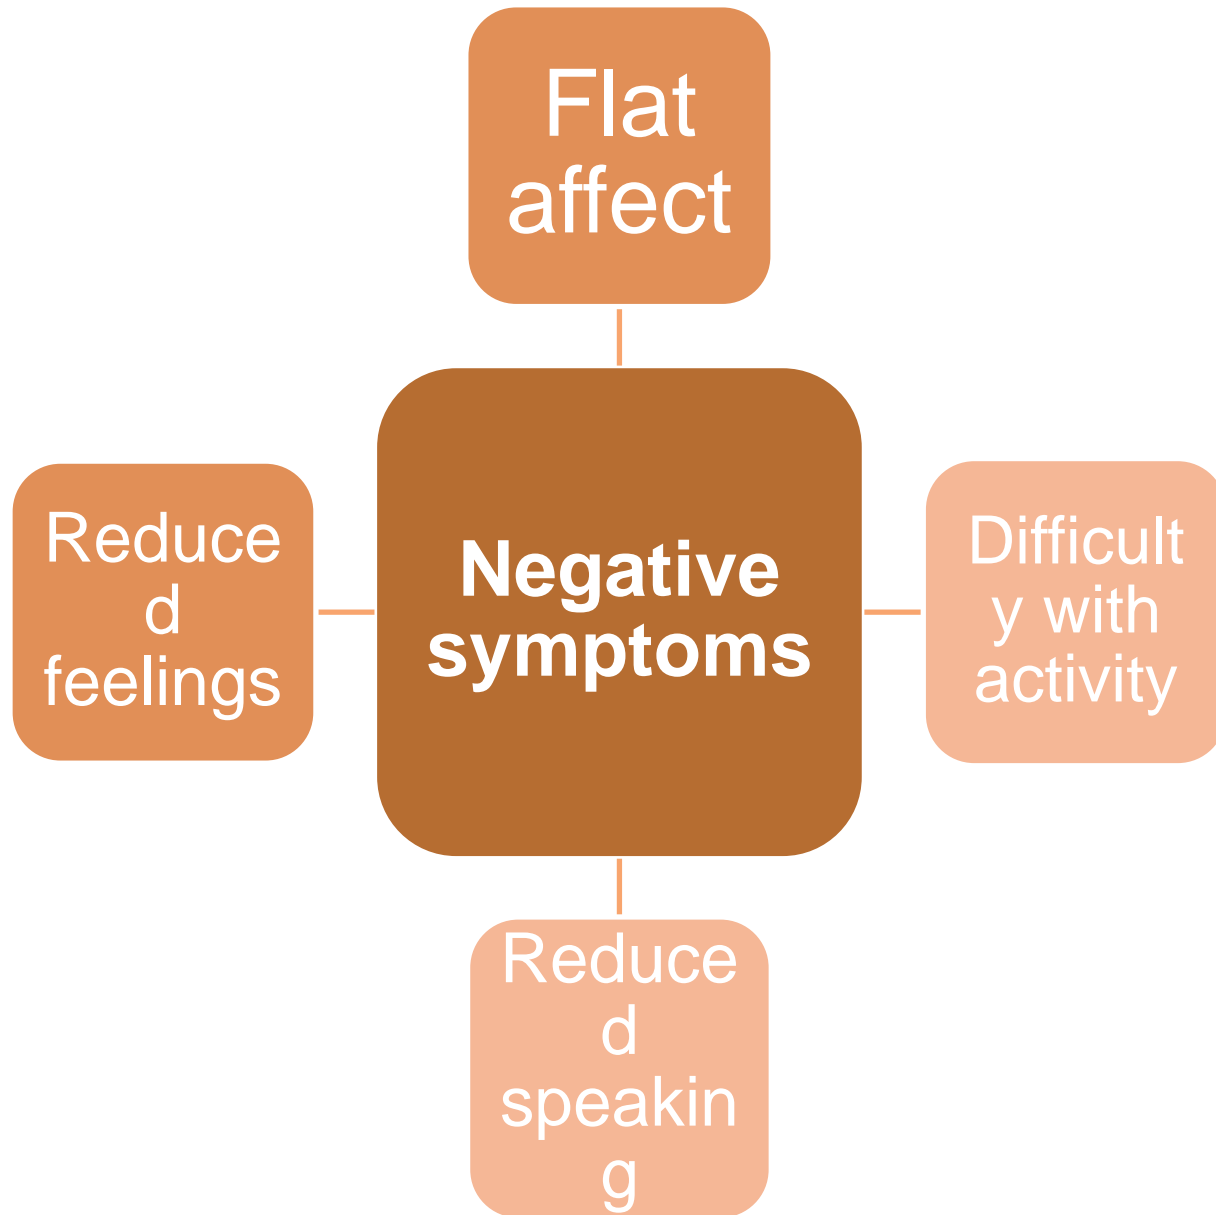 Flat
affect
Reduce
d
feelings
Negative
symptoms
Difficult
y with
activity
Reduce
d
speakin
g